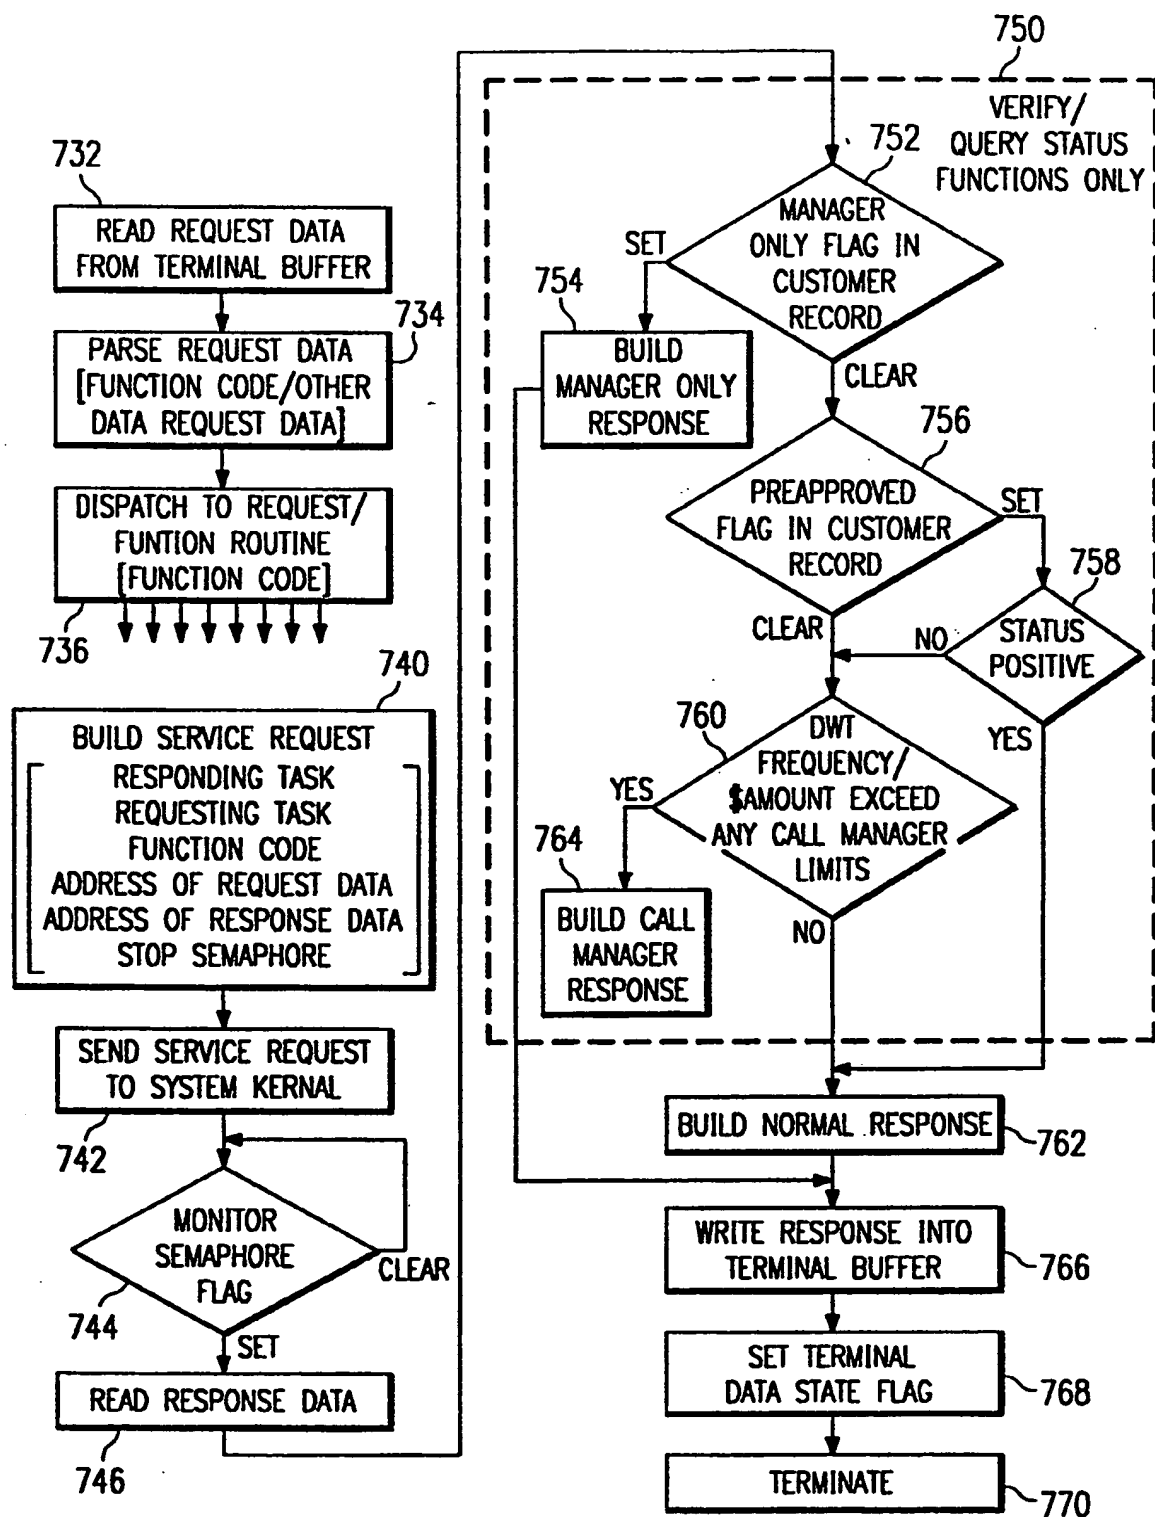 732
READ REQUEST DATA
FROM TERMINAL BUFFER
734
PARSE REQUEST DATA
[FUNCTION CODE/OTHER
DATA REQUEST DATA]
DISPATCH TO REQUEST/
FUNTION ROUTINE
[FUNCTION CODE]
736
740
BUILD SERVICE REQUEST
RESPONDING TASK
REQUESTING TASK
FUNCTION CODE
ADDRESS OF REQUEST DATA
ADDRESS OF RESPONSE DATA
STOP SEMAPHORE
SEND SERVICE REQUEST
TO SYSTEM KERNAL
742
MONITOR
SEMAPHORE
FLAG
CLEAR
744
SET
READ RESPONSE DATA
746
750
VERIFY/
QUERY STATUS
FUNCTIONS ONLY
752
MANAGER
ONLY FLAG IN
CUSTOMER
RECORD
SET
754
BUILD
MANAGER ONLY
RESPONSE
CLEAR
756
PREAPPROVED
FLAG IN CUSTOMER
RECORD
SET
758
STATUS
POSITIVE
CLEAR
NO
YES
760
DWT
FREQUENCY/
$AMOUNT EXCEED
ANY CALL MANAGER
LIMITS
YES
764
BUILD CALL
MANAGER
RESPONSE
NO
BUILD NORMAL RESPONSE
762
WRITE RESPONSE INTO
TERMINAL BUFFER
766
SET TERMINAL
DATA STATE FLAG
768
TERMINATE
770